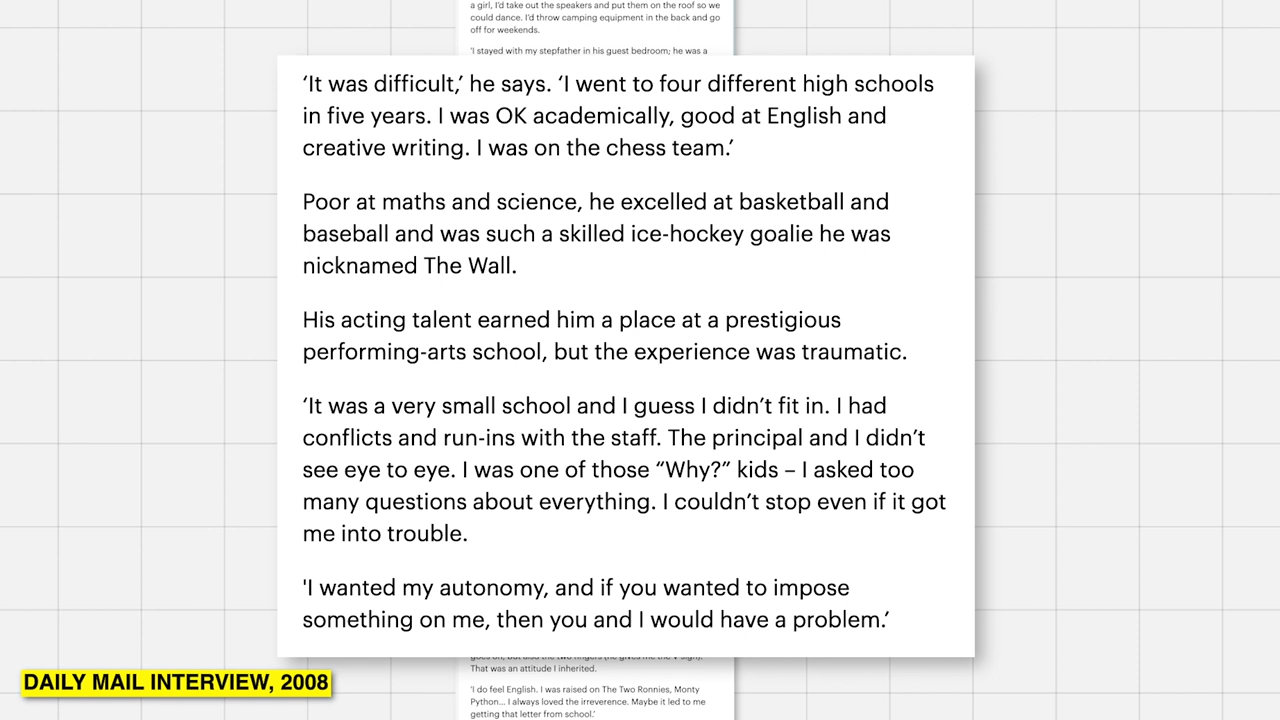 a girl, I'd take out the speakers and put them on the roof so we
could dance. I'd throw camping equipment in the back and go
off for weekends.
'I stayed with my stepfather in his guest bedroom; he was a
‘It was difficult,’ he says. ‘I went to four different high schools
in five years. I was OK academically, good at English and
creative writing. I was on the chess team.’
Poor at maths and science, he excelled at basketball and
baseball and was such a skilled ice-hockey goalie he was
nicknamed The Wall.
His acting talent earned him a place at a prestigious
performing-arts school, but the experience was traumatic.
‘It was a very small school and I guess I didn’t fit in. I had
conflicts and run-ins with the staff. The principal and I didn’t
see eye to eye. I was one of those “Why?” kids – I asked too
many questions about everything. I couldn’t stop even if it got
me into trouble.
'I wanted my autonomy, and if you wanted to impose
something on me, then you and I would have a problem.’
That was an attitude I inherited.
'I do feel English. I was raised on The Two Ronnies, Monty
Python... I always loved the irreverence. Maybe it led to me
getting that letter from school.'
DAILY MAIL INTERVIEW, 2008